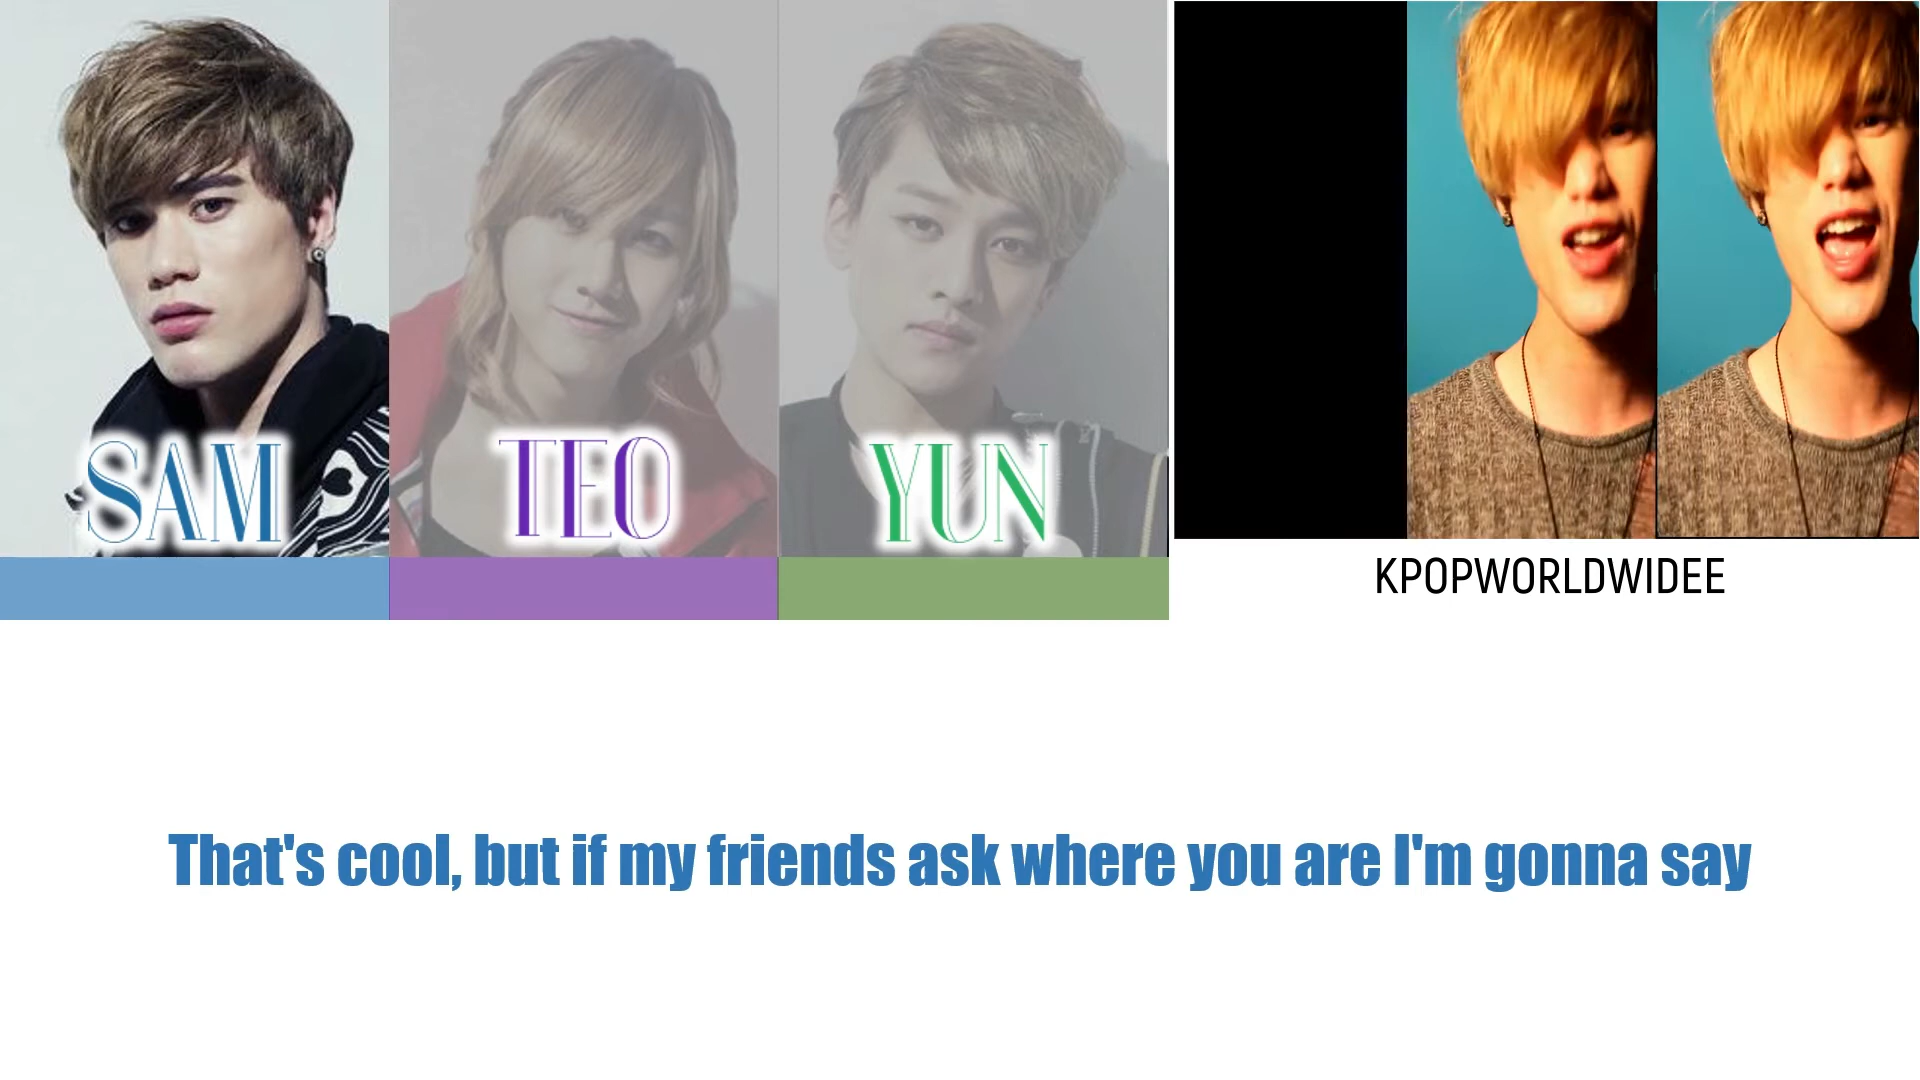 SAM
TEO
YUN
KPOPWORLDWIDEE
That's cool, but if my friends ask where you are I'm gonna say